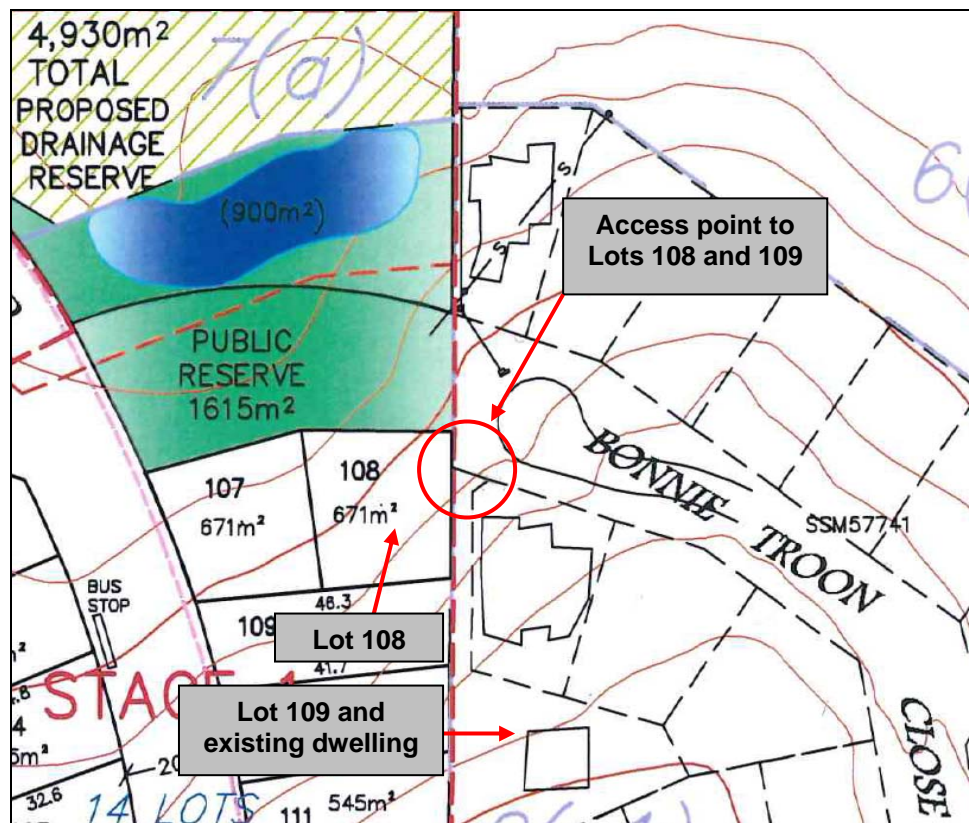 4,930m²
TOTAL
PROPOSED
DRAINAGE
RESERVE
7(a)
(900m²)
S
S
Access point to
Lots 108 and 109
PUBLIC
RESERVE
1615m²
107
671m²
108
671m²
BONNIE TROON
CLOSE
SSM57741
BUS
STOP
46.3
109
Lot 108
41.7
STAGE
Lot 109 and
existing dwelling
32.6
14 LOTS
111
545m²